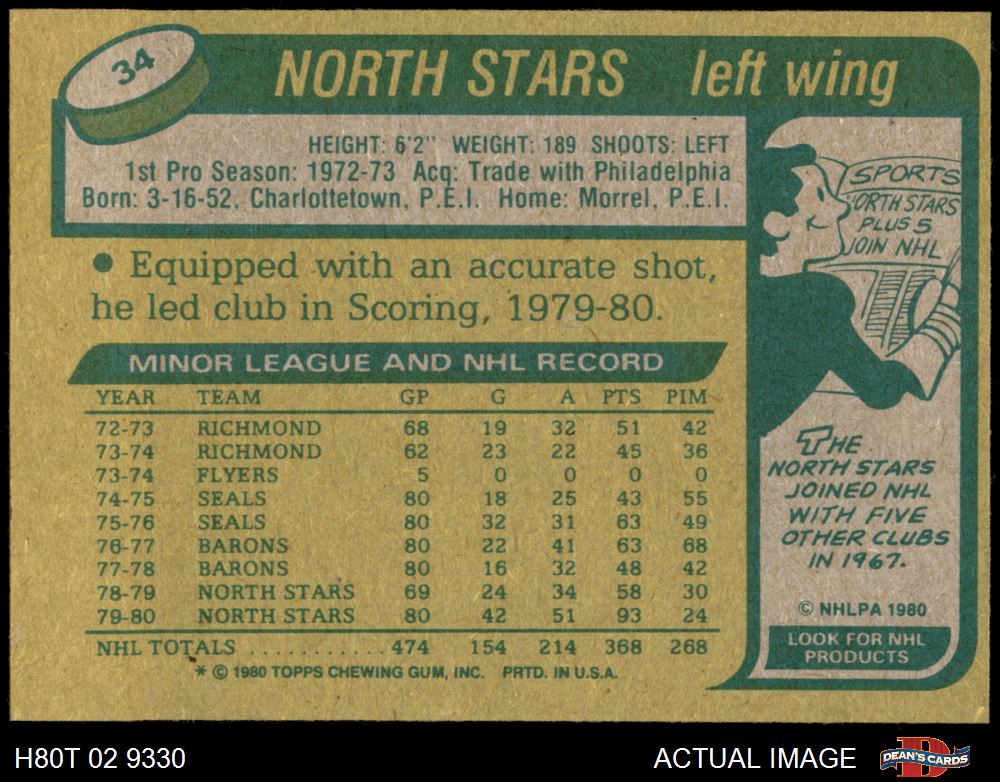 34
NORTH STARS left wing
HEIGHT: 6'2" WEIGHT: 189 SHOOTS: LEFT
1st Pro Season: 1972-73 Acq: Trade with Philadelphia
Born: 3-16-52, Charlottetown, P.E.I. Home: Morrel, P.E.I.
• Equipped with an accurate shot,
he led club in Scoring, 1979-80.
MINOR LEAGUE AND NHL RECORD
YEAR TEAM GP G A PTS PIM
72-73 RICHMOND 68 19 32 51 42
73-74 RICHMOND 62 23 22 45 36
73-74 FLYERS 5 0 0 0 0
74-75 SEALS 80 18 25 43 55
75-76 SEALS 80 32 31 63 49
76-77 BARONS 80 22 41 63 68
77-78 BARONS 80 16 32 48 42
78-79 NORTH STARS 69 24 34 58 30
79-80 NORTH STARS 80 42 51 93 24
NHL TOTALS ........... 474 154 214 368 268
* © 1980 TOPPS CHEWING GUM, INC. PRTD. IN U.S.A.
SPORTS
ORTH STARS
PLUS 5
JOIN NHL
THE
NORTH STARS
JOINED NHL
WITH FIVE
OTHER CLUBS
IN 1967.
© NHLPA 1980
LOOK FOR NHL
PRODUCTS
H80T 02 9330 ACTUAL IMAGE
DEAN'S CARDS